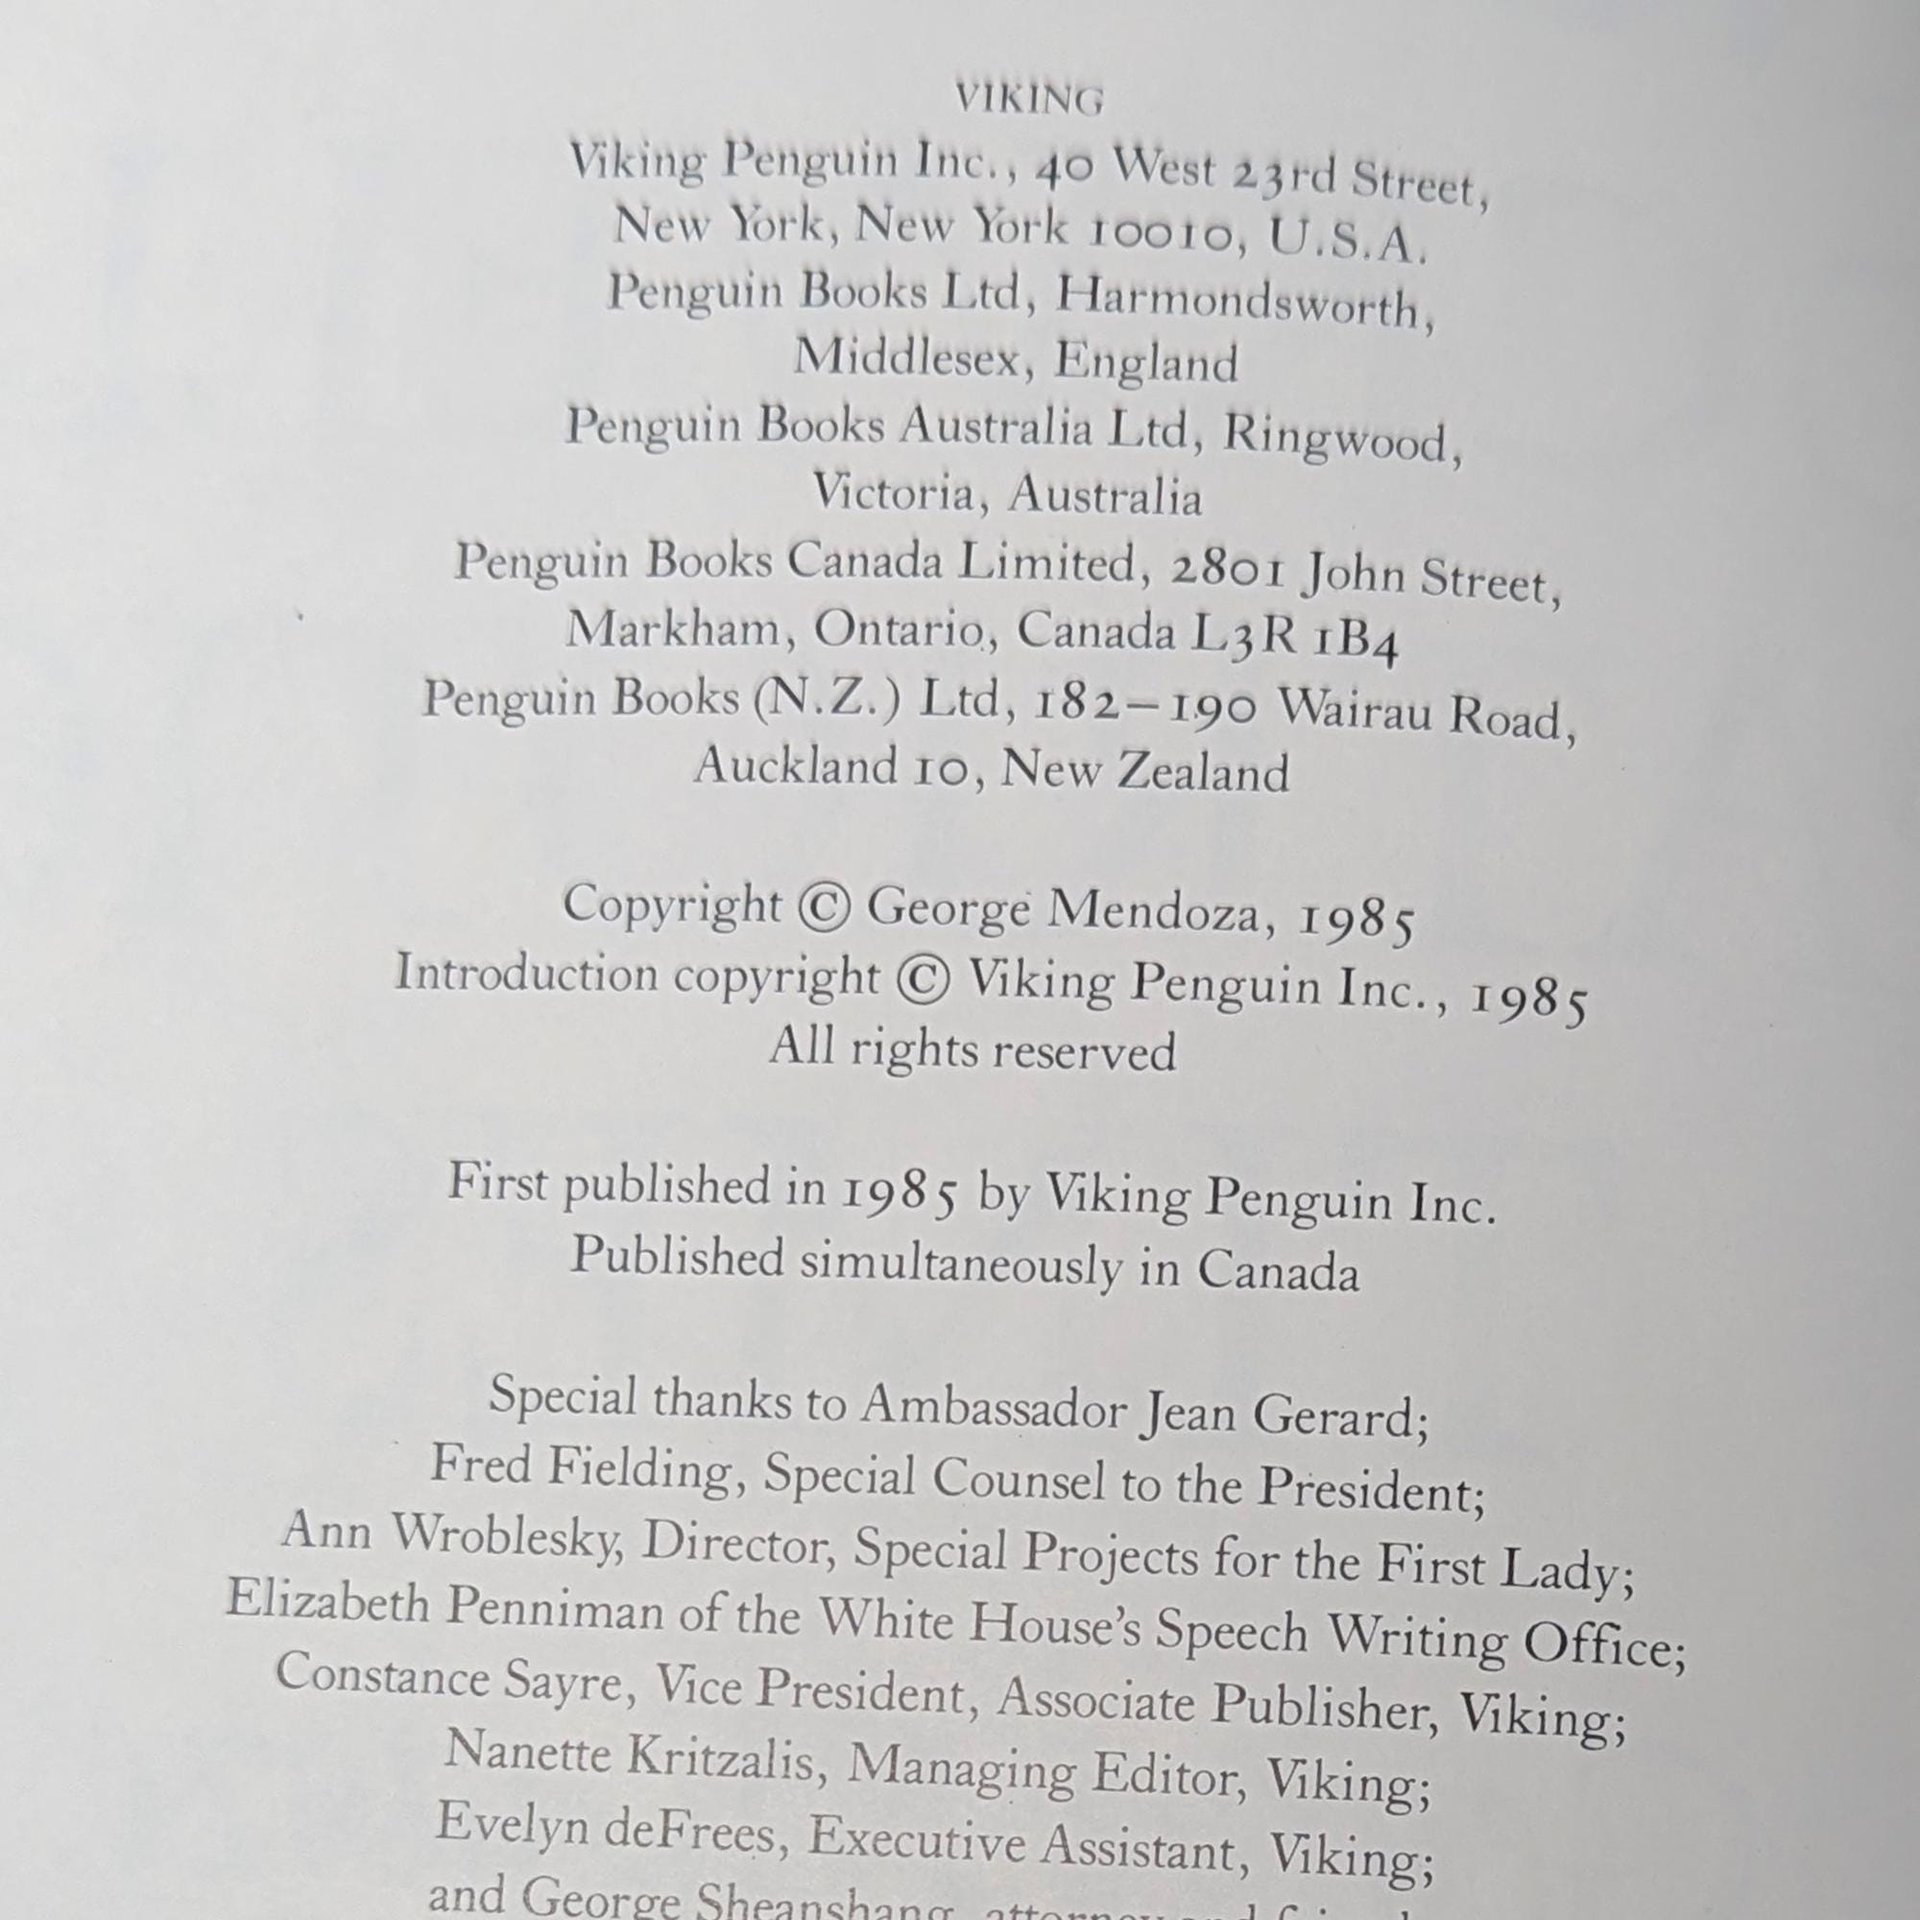 VIKING
Viking Penguin Inc., 40 West 23rd Street,
New York, New York 10010, U.S.A.
Penguin Books Ltd, Harmondsworth,
Middlesex, England
Penguin Books Australia Ltd, Ringwood,
Victoria, Australia
Penguin Books Canada Limited, 2801 John Street,
Markham, Ontario, Canada L3R 1B4
Penguin Books (N.Z.) Ltd, 182–190 Wairau Road,
Auckland 10, New Zealand
Copyright © George Mendoza, 1985
Introduction copyright © Viking Penguin Inc., 1985
All rights reserved
First published in 1985 by Viking Penguin Inc.
Published simultaneously in Canada
Special thanks to Ambassador Jean Gerard;
Fred Fielding, Special Counsel to the President;
Ann Wroblesky, Director, Special Projects for the First Lady;
Elizabeth Penniman of the White House’s Speech Writing Office;
Constance Sayre, Vice President, Associate Publisher, Viking;
Nanette Kritzalis, Managing Editor, Viking;
Evelyn deFrees, Executive Assistant, Viking;
and George Sheanshang, attorney and